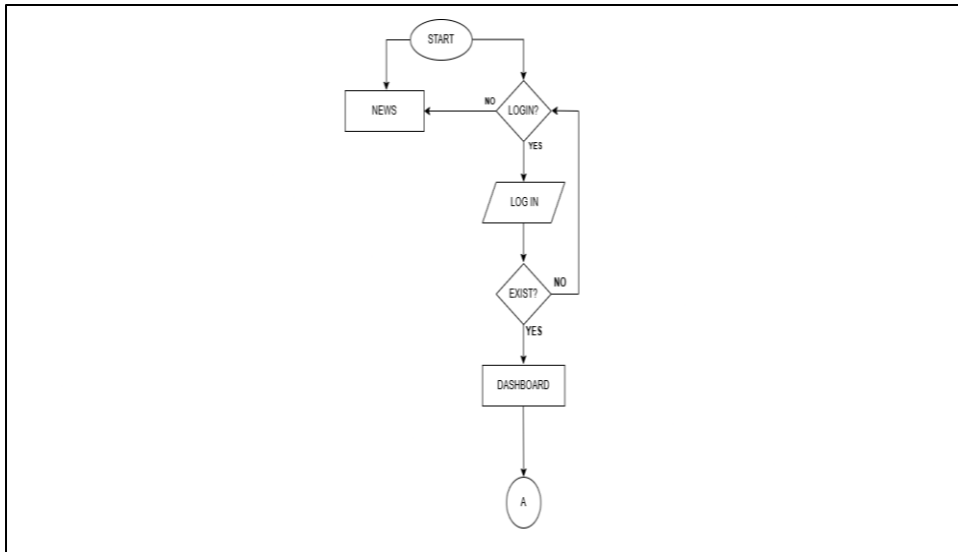 START
NEWS
NO
LOGIN?
YES
LOG IN
EXIST?
NO
YES
DASHBOARD
A